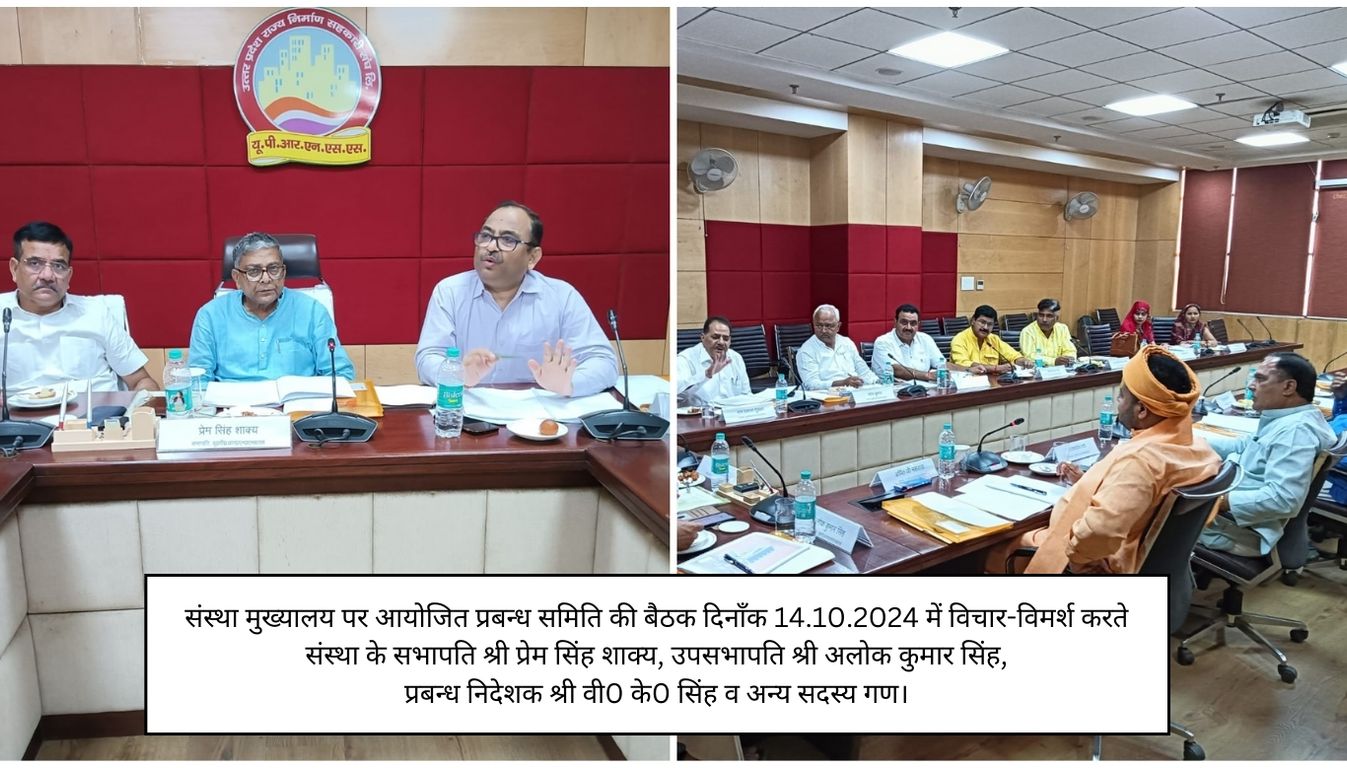 उत्तर प्रदेश राज्य निर्माण सहकारी संघ लि.
यू.पी.आर.एन.एस.एस.
प्रेम सिंह शाक्य
Bisleri
संस्था मुख्यालय पर आयोजित प्रबन्ध समिति की बैठक दिनाँक 14.10.2024 में विचार-विमर्श करते
संस्था के सभापति श्री प्रेम सिंह शाक्य, उपसभापति श्री अलोक कुमार सिंह,
प्रबन्ध निदेशक श्री वी0 के0 सिंह व अन्य सदस्य गण।